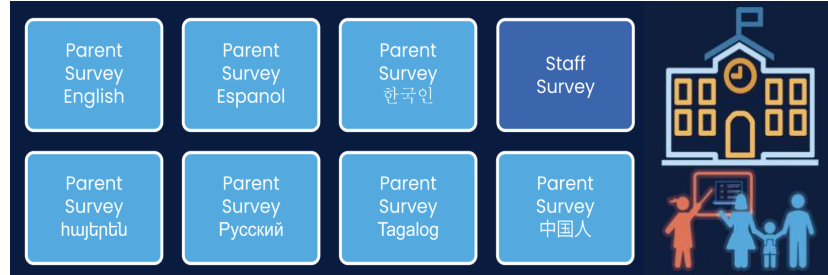 Parent
Survey
English
Parent
Survey
Espanol
Parent
Survey
한국인
Staff
Survey
Parent
Survey
հայերեն
Parent
Survey
Русский
Parent
Survey
Tagalog
Parent
Survey
中国人